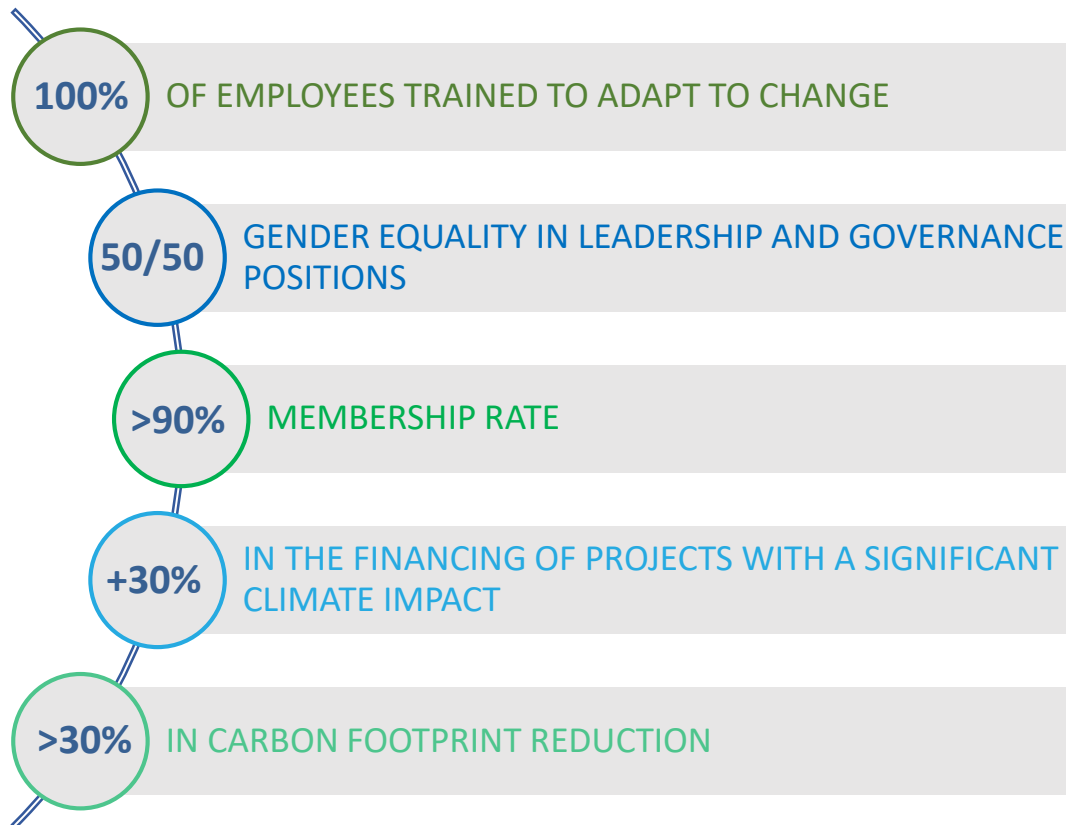 100%
OF EMPLOYEES TRAINED TO ADAPT TO CHANGE
50/50
GENDER EQUALITY IN LEADERSHIP AND GOVERNANCE
POSITIONS
>90%
MEMBERSHIP RATE
+30%
IN THE FINANCING OF PROJECTS WITH A SIGNIFICANT
CLIMATE IMPACT
>30%
IN CARBON FOOTPRINT REDUCTION